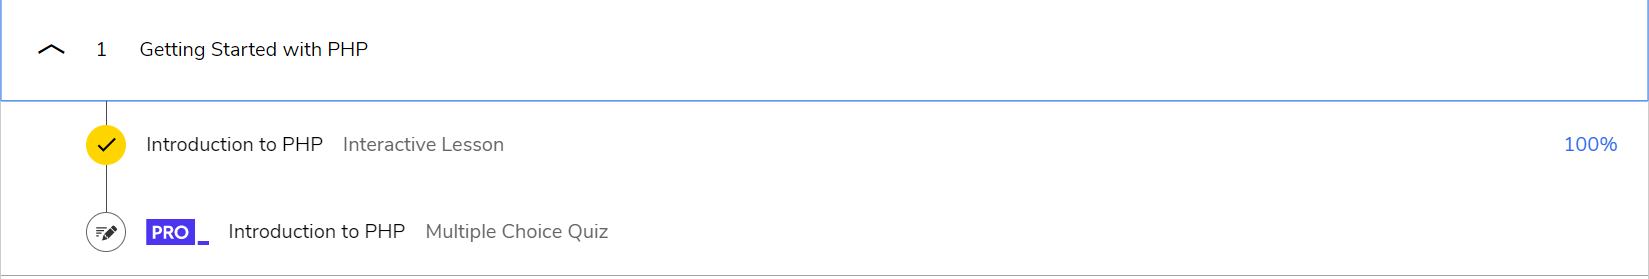 1 Getting Started with PHP
Introduction to PHP Interactive Lesson 100%
PRO Introduction to PHP Multiple Choice Quiz